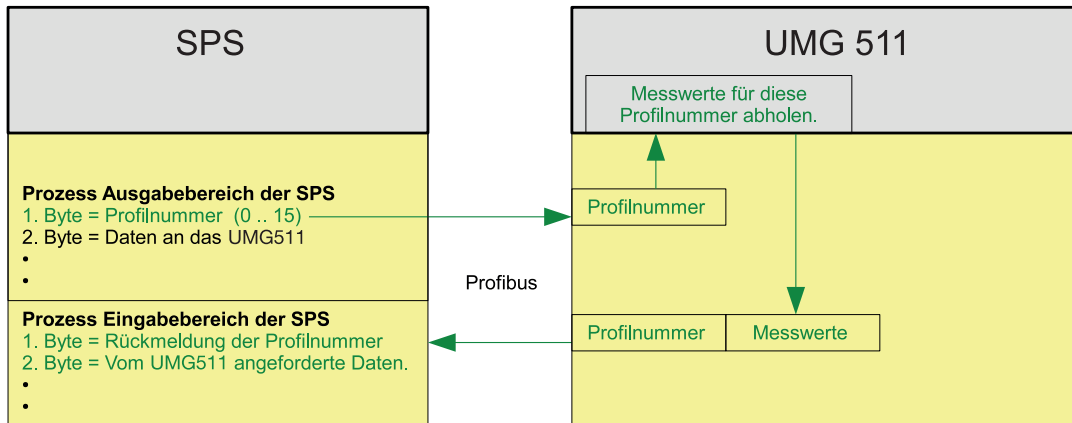 SPS
Prozess Ausgabebereich der SPS
1. Byte = Profilnummer (0 .. 15)
2. Byte = Daten an das UMG511
•
•
Prozess Eingabebereich der SPS
1. Byte = Rückmeldung der Profilnummer
2. Byte = Vom UMG511 angeforderte Daten.
•
•
Profibus
UMG 511
Messwerte für diese
Profilnummer abholen.
Profilnummer
Profilnummer
Messwerte